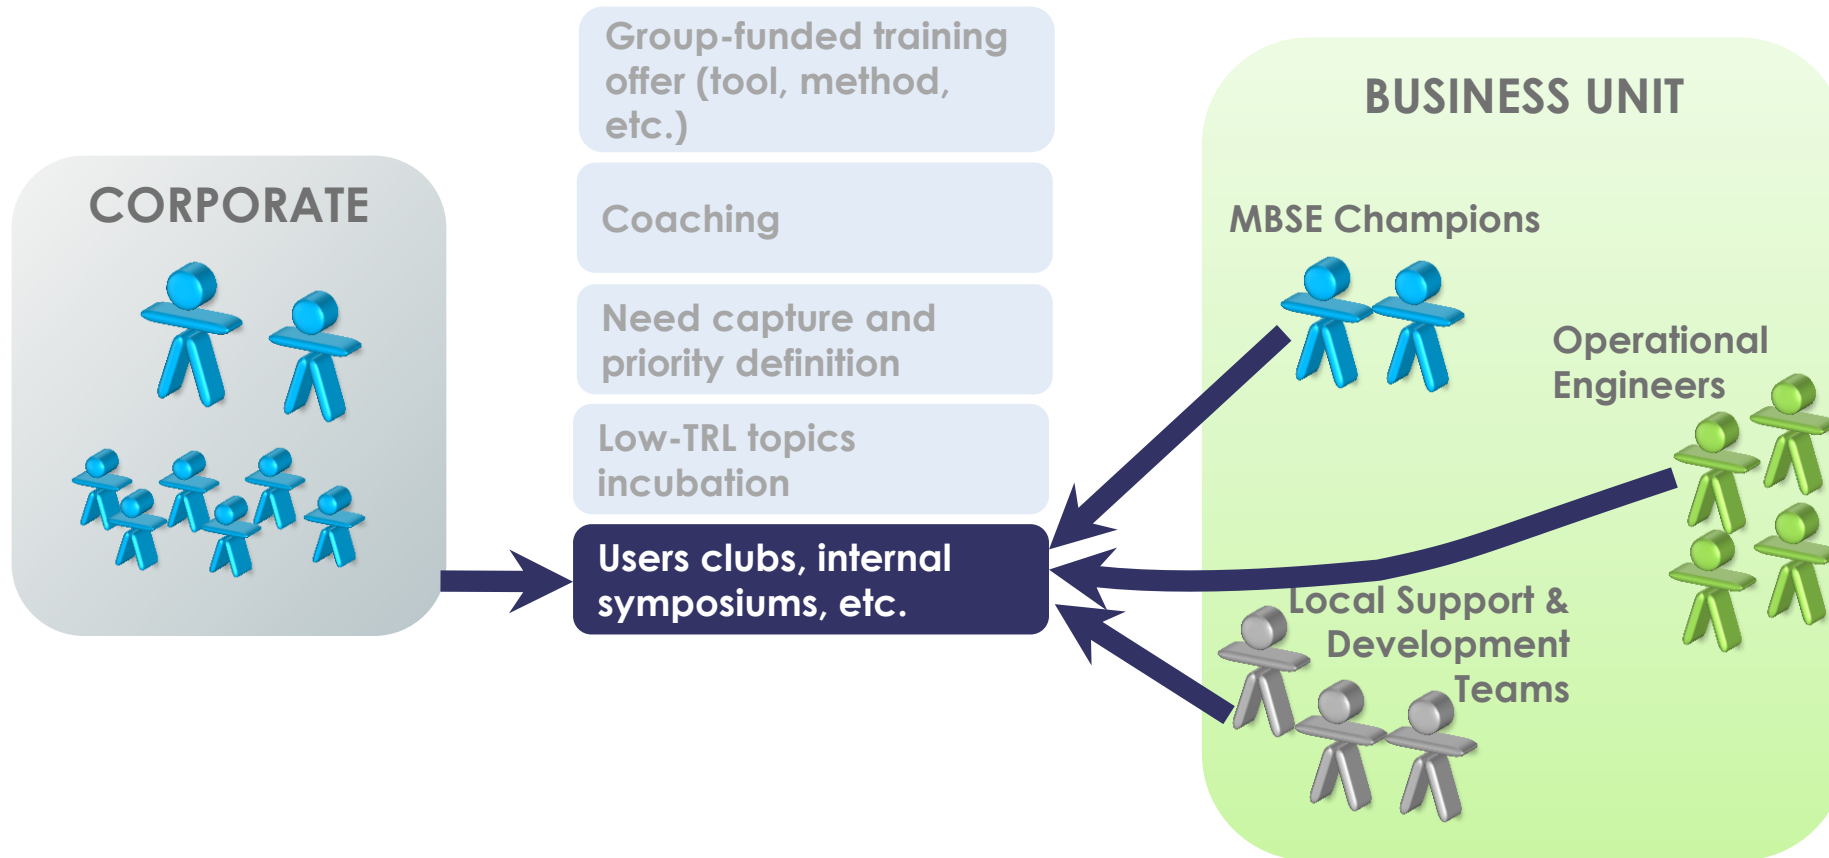 CORPORATE
Group-funded training
offer (tool, method,
etc.)
Coaching
Need capture and
priority definition
Low-TRL topics
incubation
Users clubs, internal
symposiums, etc.
BUSINESS UNIT
MBSE Champions
Operational
Engineers
Local Support &
Development
Teams